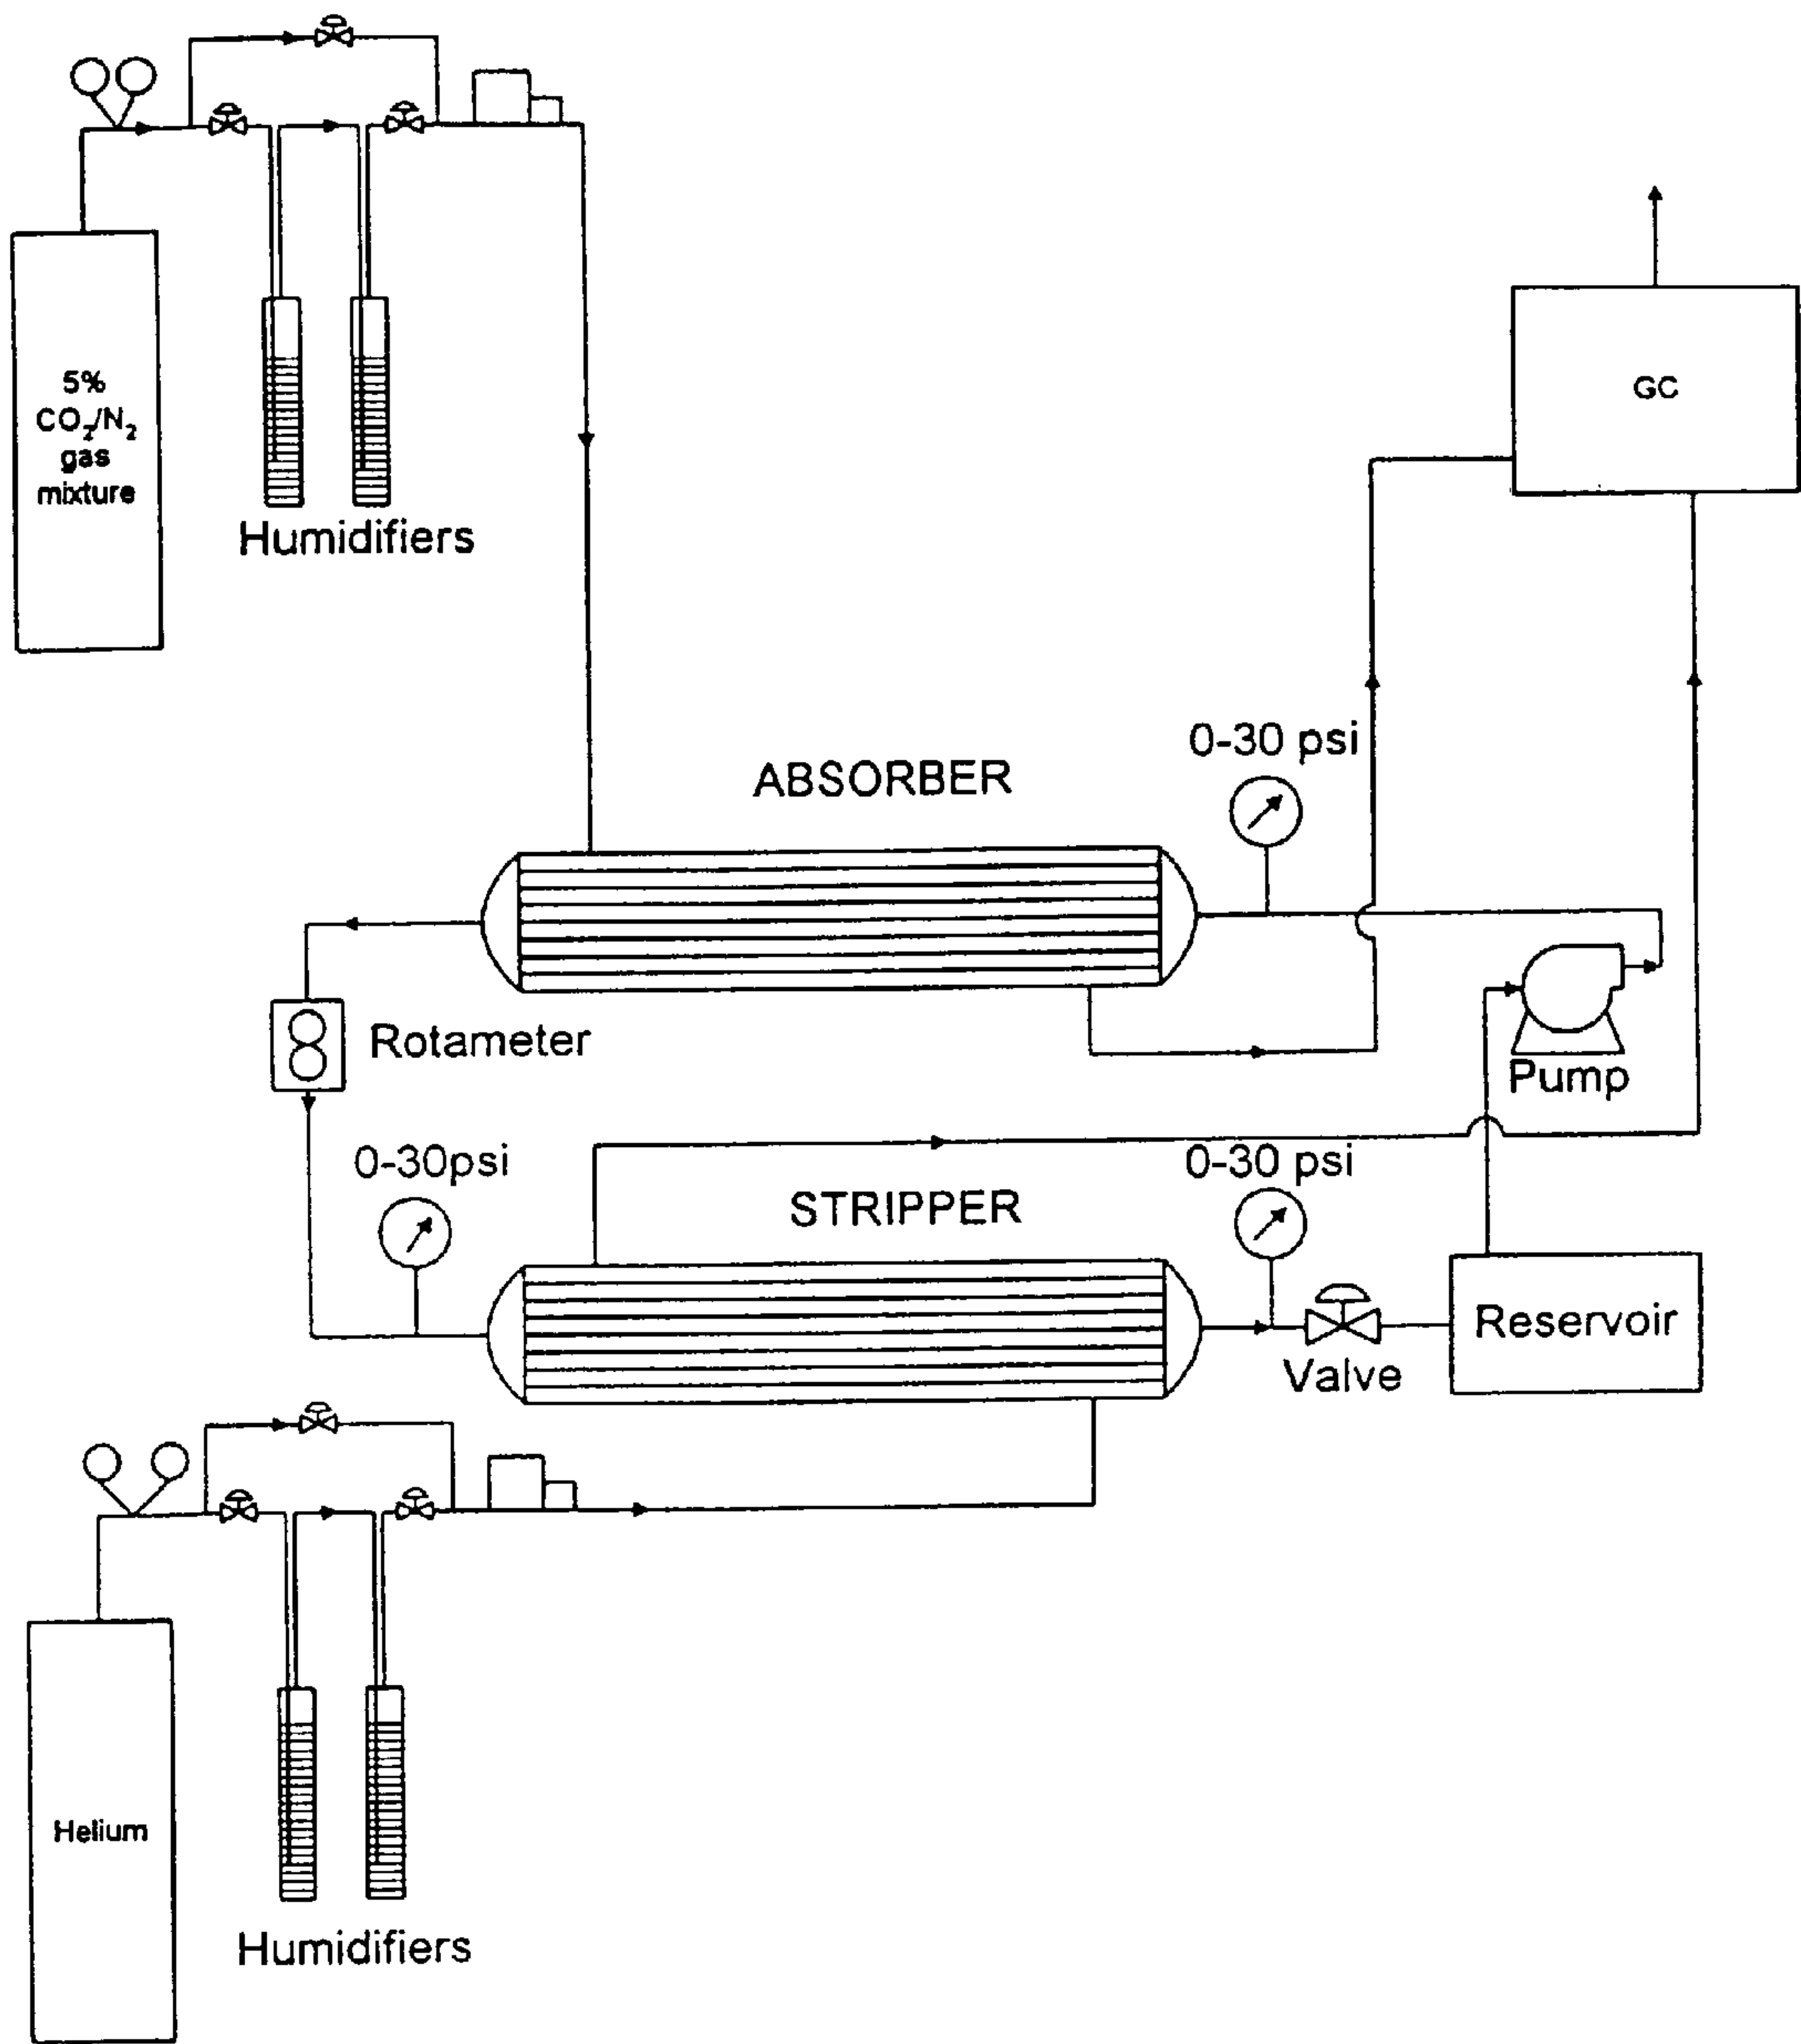 5%
CO₂/N₂
gas
mixture
Humidifiers
GC
0-30 psi
ABSORBER
Rotameter
Pump
0-30psi
0-30 psi
STRIPPER
Reservoir
Valve
Helium
Humidifiers